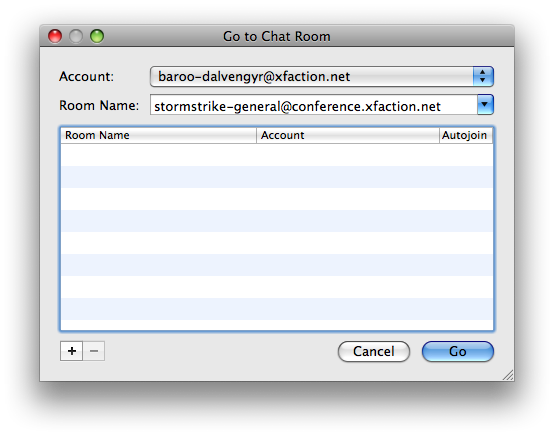 Go to Chat Room
Account: baroo-dalvengyr@xfaction.net
Room Name: stormstrike-general@conference.xfaction.net
Room Name Account Autojoin
+ − Cancel Go